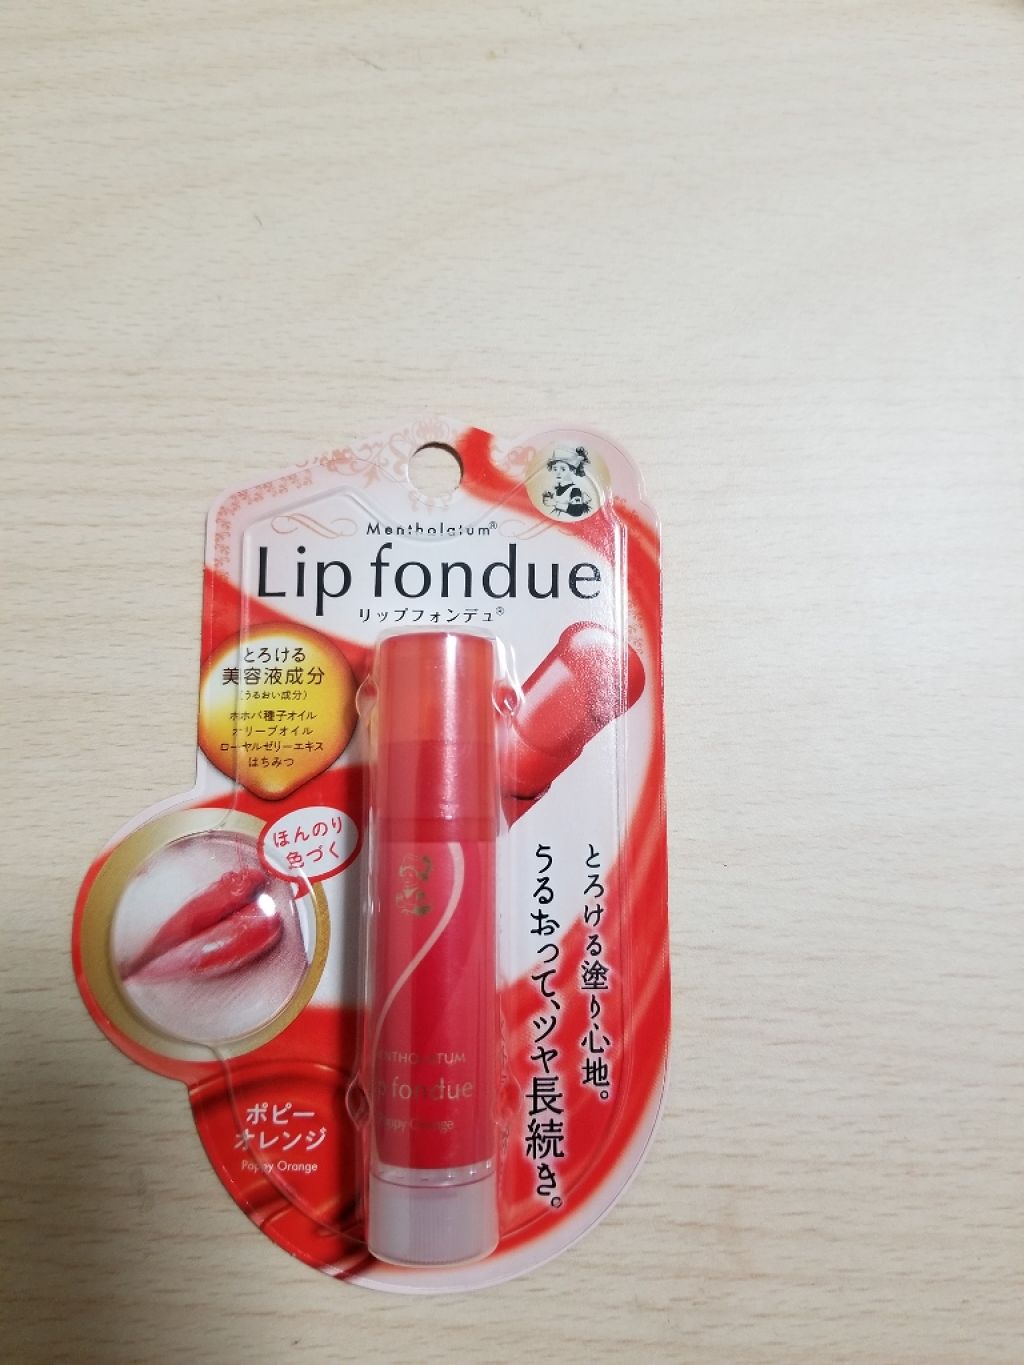 Mentholatum®
Lip fondue
リップフォンデュ®
とろける
美容液成分
(うるおい成分)
ホホバ種子オイル
オリーブオイル
ローヤルゼリーエキス
はちみつ
ほんのり
色づく
とろける塗り心地。
うるおって、ツヤ長続き。
MENTHOLATUM
Lip fondue
Poppy Orange
ポピー
オレンジ
Poppy Orange